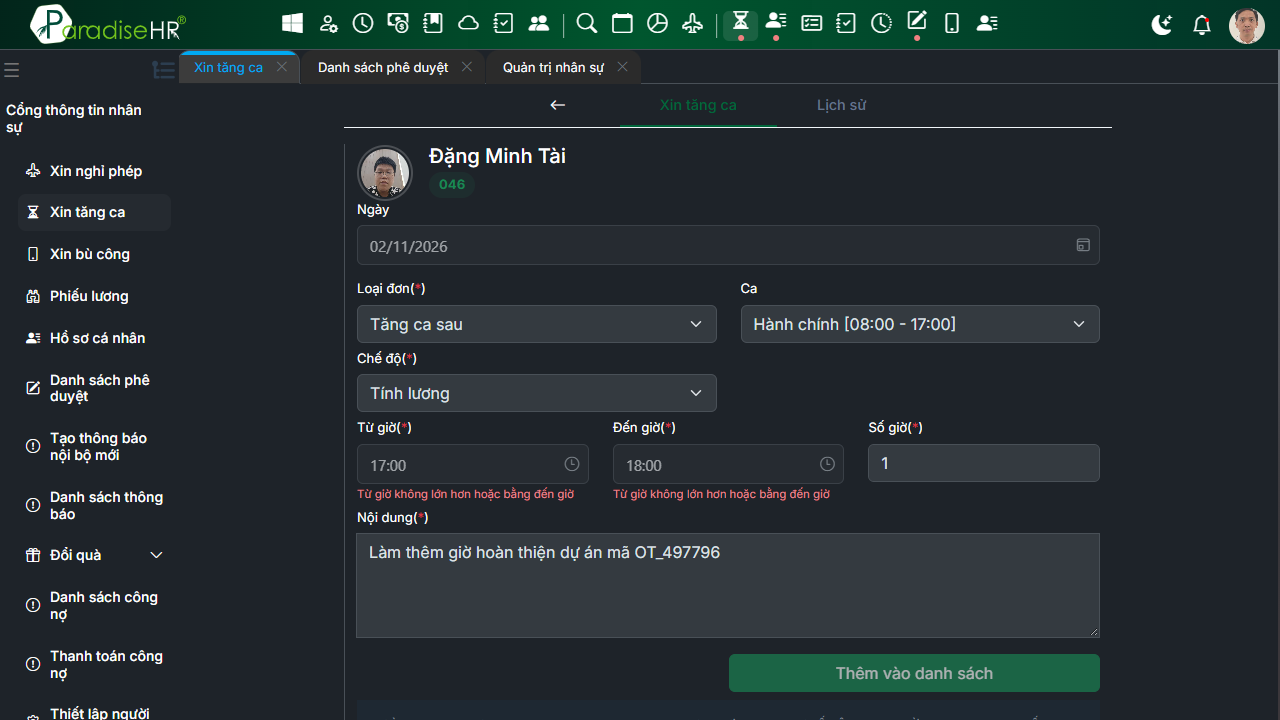 ParadiseHR®
Xin tăng ca
Danh sách phê duyệt
Quản trị nhân sự
Cổng thông tin nhân
sự
Xin nghỉ phép
Xin tăng ca
Xin bù công
Phiếu lương
Hồ sơ cá nhân
Danh sách phê
duyệt
Tạo thông báo
nội bộ mới
Danh sách thông
báo
Đổi quà
Danh sách công
nợ
Thanh toán công
nợ
Thiết lập người
Xin tăng ca
Lịch sử
Đặng Minh Tài
046
Ngày
02/11/2026
Loại đơn(*)
Ca
Tăng ca sau
Hành chính [08:00 - 17:00]
Chế độ(*)
Tính lương
Từ giờ(*)
Đến giờ(*)
Số giờ(*)
17:00
18:00
1
Từ giờ không lớn hơn hoặc bằng đến giờ
Từ giờ không lớn hơn hoặc bằng đến giờ
Nội dung(*)
Làm thêm giờ hoàn thiện dự án mã OT_497796
Thêm vào danh sách